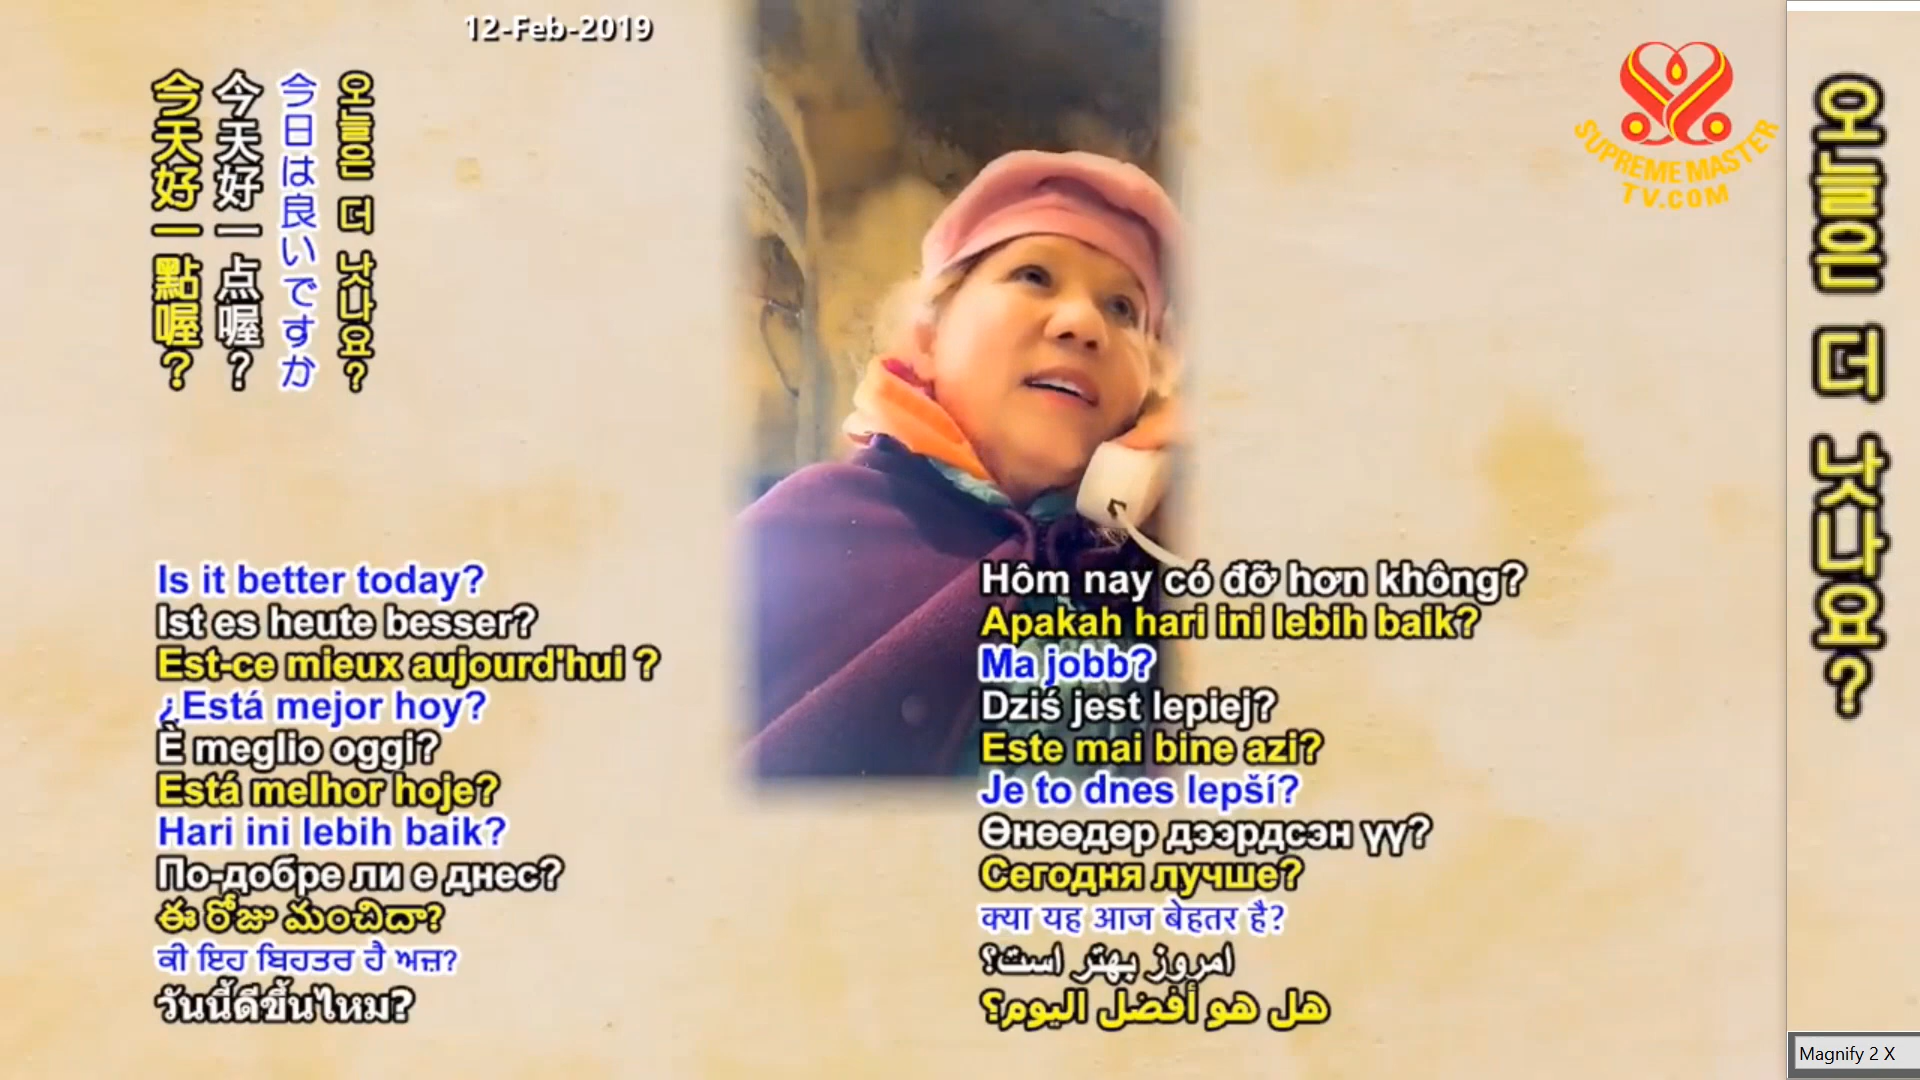 12-Feb-2019
今天好一點喔？
今天好一点喔？
今日は良いですか
오늘은 더 낫나요?
SUPREME MASTER
TV.COM
Is it better today?
Ist es heute besser?
Est-ce mieux aujourd'hui ?
¿Está mejor hoy?
È meglio oggi?
Está melhor hoje?
Hari ini lebih baik?
По-добре ли е днес?
ఈ రోజు మంచిదా?
ਕੀ ਇਹ ਬਿਹਤਰ ਹੈ ਅਜ਼?
วันนี้ดีขึ้นไหม?
Hôm nay có đỡ hơn không?
Apakah hari ini lebih baik?
Ma jobb?
Dziś jest lepiej?
Este mai bine azi?
Je to dnes lepší?
Өнөөдөр дээрдсэн үү?
Сегодня лучше?
क्या यह आज बेहतर है?
امروز بهتر است؟
هل هو أفضل اليوم؟
오늘은 더 낫나요?
Magnify 2 X